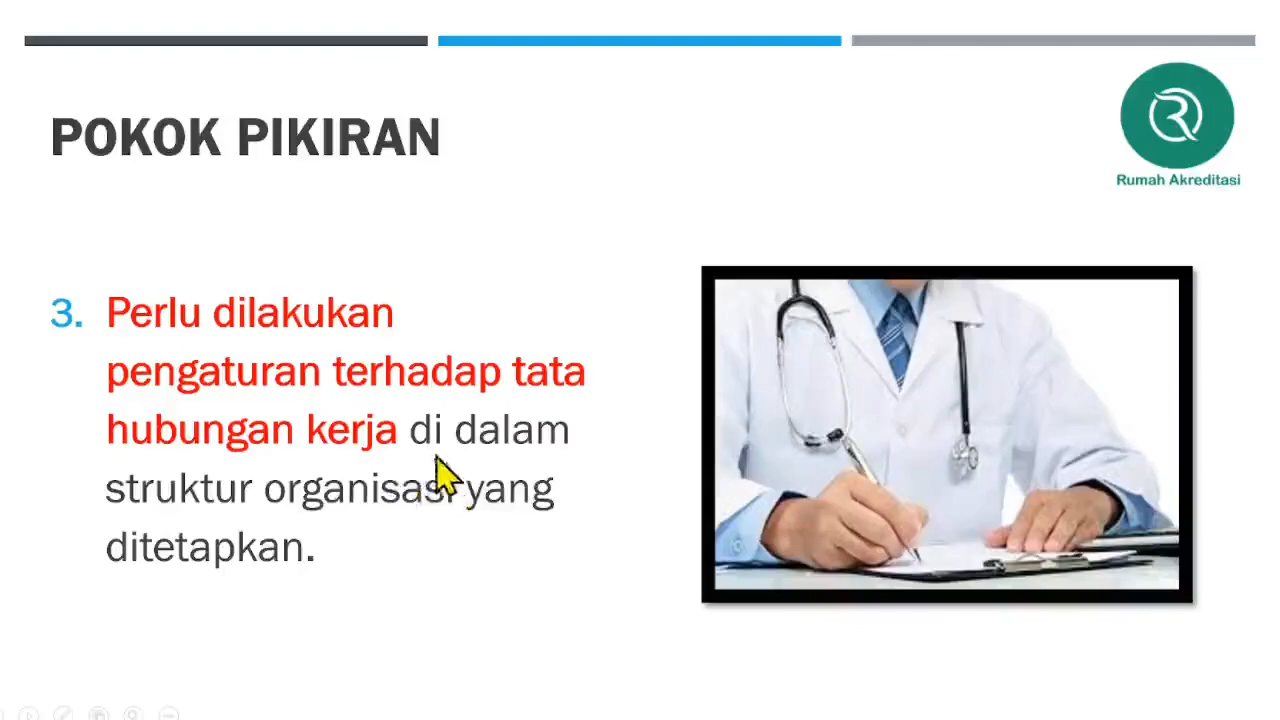 POKOK PIKIRAN
Rumah Akreditasi
3. Perlu dilakukan
pengaturan terhadap tata
hubungan kerja di dalam
struktur organisasi yang
ditetapkan.